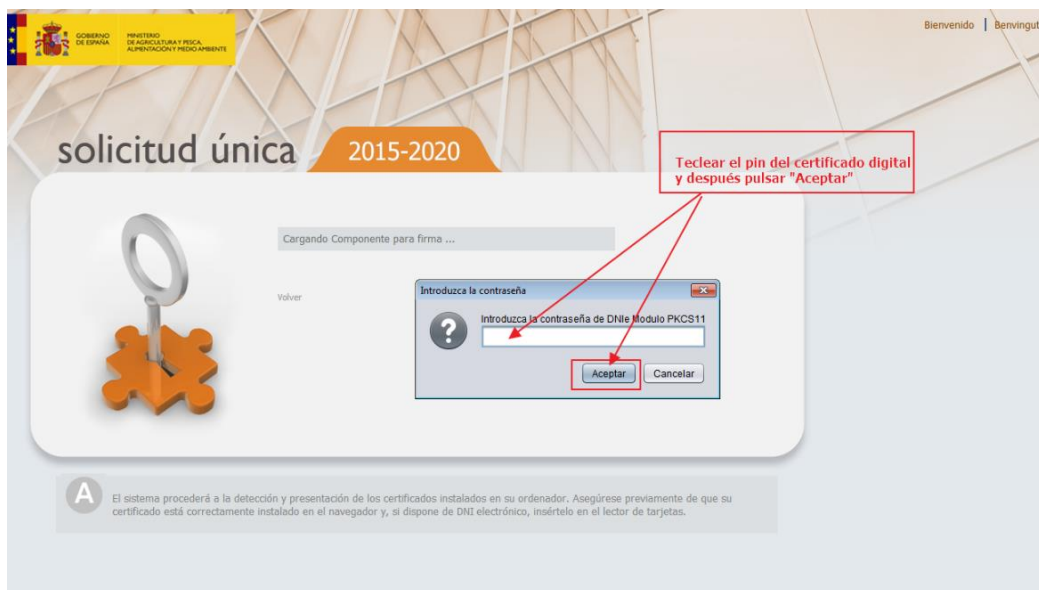 GOBIERNO
DE ESPAÑA
MINISTERIO
DE AGRICULTURA Y PESCA,
ALIMENTACIÓN Y MEDIO AMBIENTE
Bienvenido | Benvingut
solicitud única 2015-2020
Teclear el pin del certificado digital
y después pulsar "Aceptar"
Cargando Componente para firma ...
Volver
Introduzca la contraseña
Introduzca la contraseña de DNIe Modulo PKCS11
Aceptar Cancelar
A
El sistema procederá a la detección y presentación de los certificados instalados en su ordenador. Asegúrese previamente de que su
certificado está correctamente instalado en el navegador y, si dispone de DNI electrónico, insértelo en el lector de tarjetas.